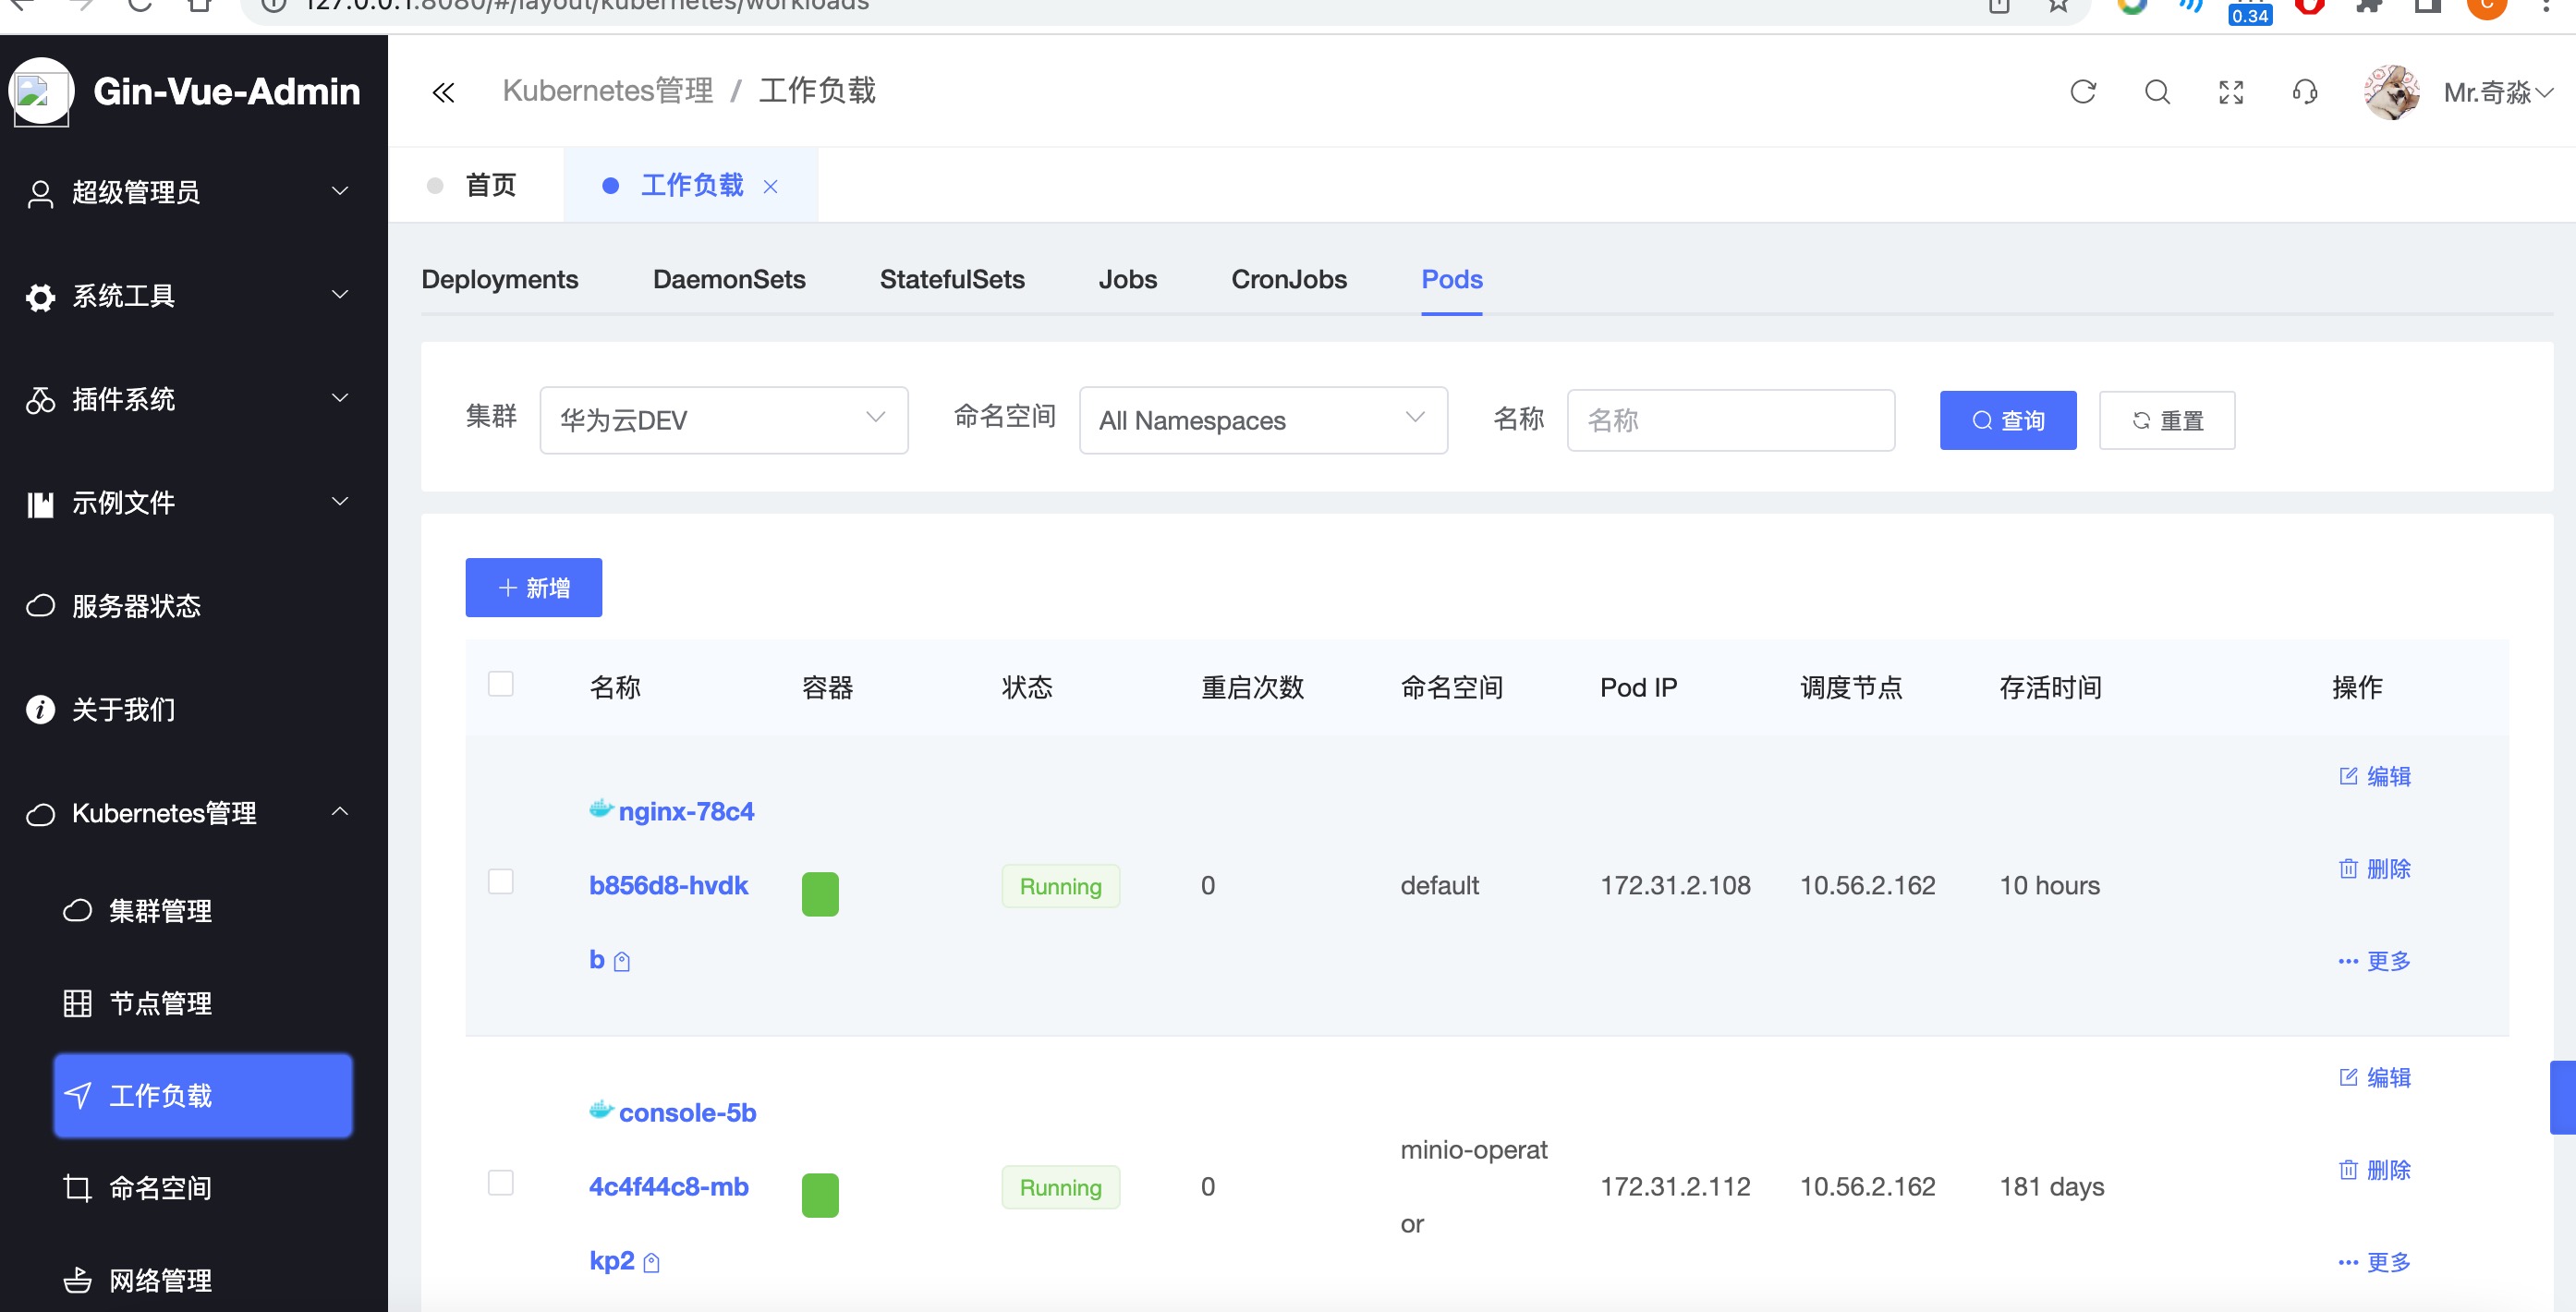 127.0.0.1:8080/#/layout/kubernetes/workloads
0.34
Gin-Vue-Admin
Kubernetes管理 / 工作负载
Mr.奇淼
首页
工作负载
超级管理员
系统工具
插件系统
示例文件
服务器状态
关于我们
Kubernetes管理
集群管理
节点管理
工作负载
命名空间
网络管理
Deployments DaemonSets StatefulSets Jobs CronJobs Pods
集群 华为云DEV 命名空间 All Namespaces 名称 名称 查询 重置
新增
名称 容器 状态 重启次数 命名空间 Pod IP 调度节点 存活时间 操作
nginx-78c4
b856d8-hvdk
b
Running 0 default 172.31.2.108 10.56.2.162 10 hours
编辑
删除
更多
console-5b
4c4f44c8-mb
kp2
Running 0
minio-operat
or
172.31.2.112 10.56.2.162 181 days
编辑
删除
更多